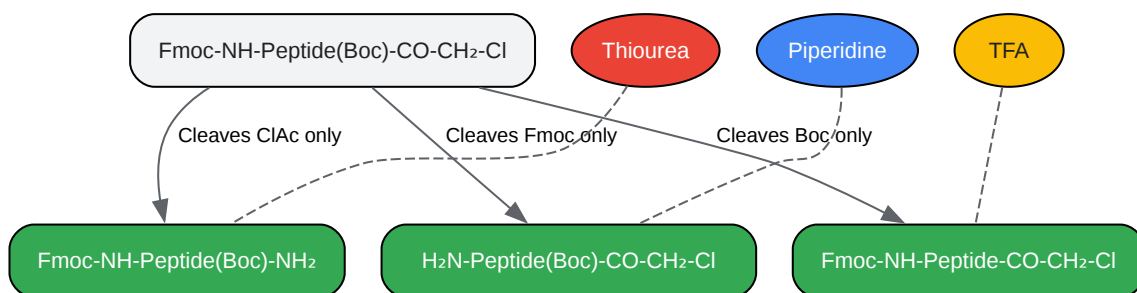 Fmoc-NH-Peptide(Boc)-CO-CH₂-Cl
Thiourea
Piperidine
TFA
Cleaves ClAc only
Cleaves Fmoc only
Cleaves Boc only
Fmoc-NH-Peptide(Boc)-NH₂
H₂N-Peptide(Boc)-CO-CH₂-Cl
Fmoc-NH-Peptide-CO-CH₂-Cl